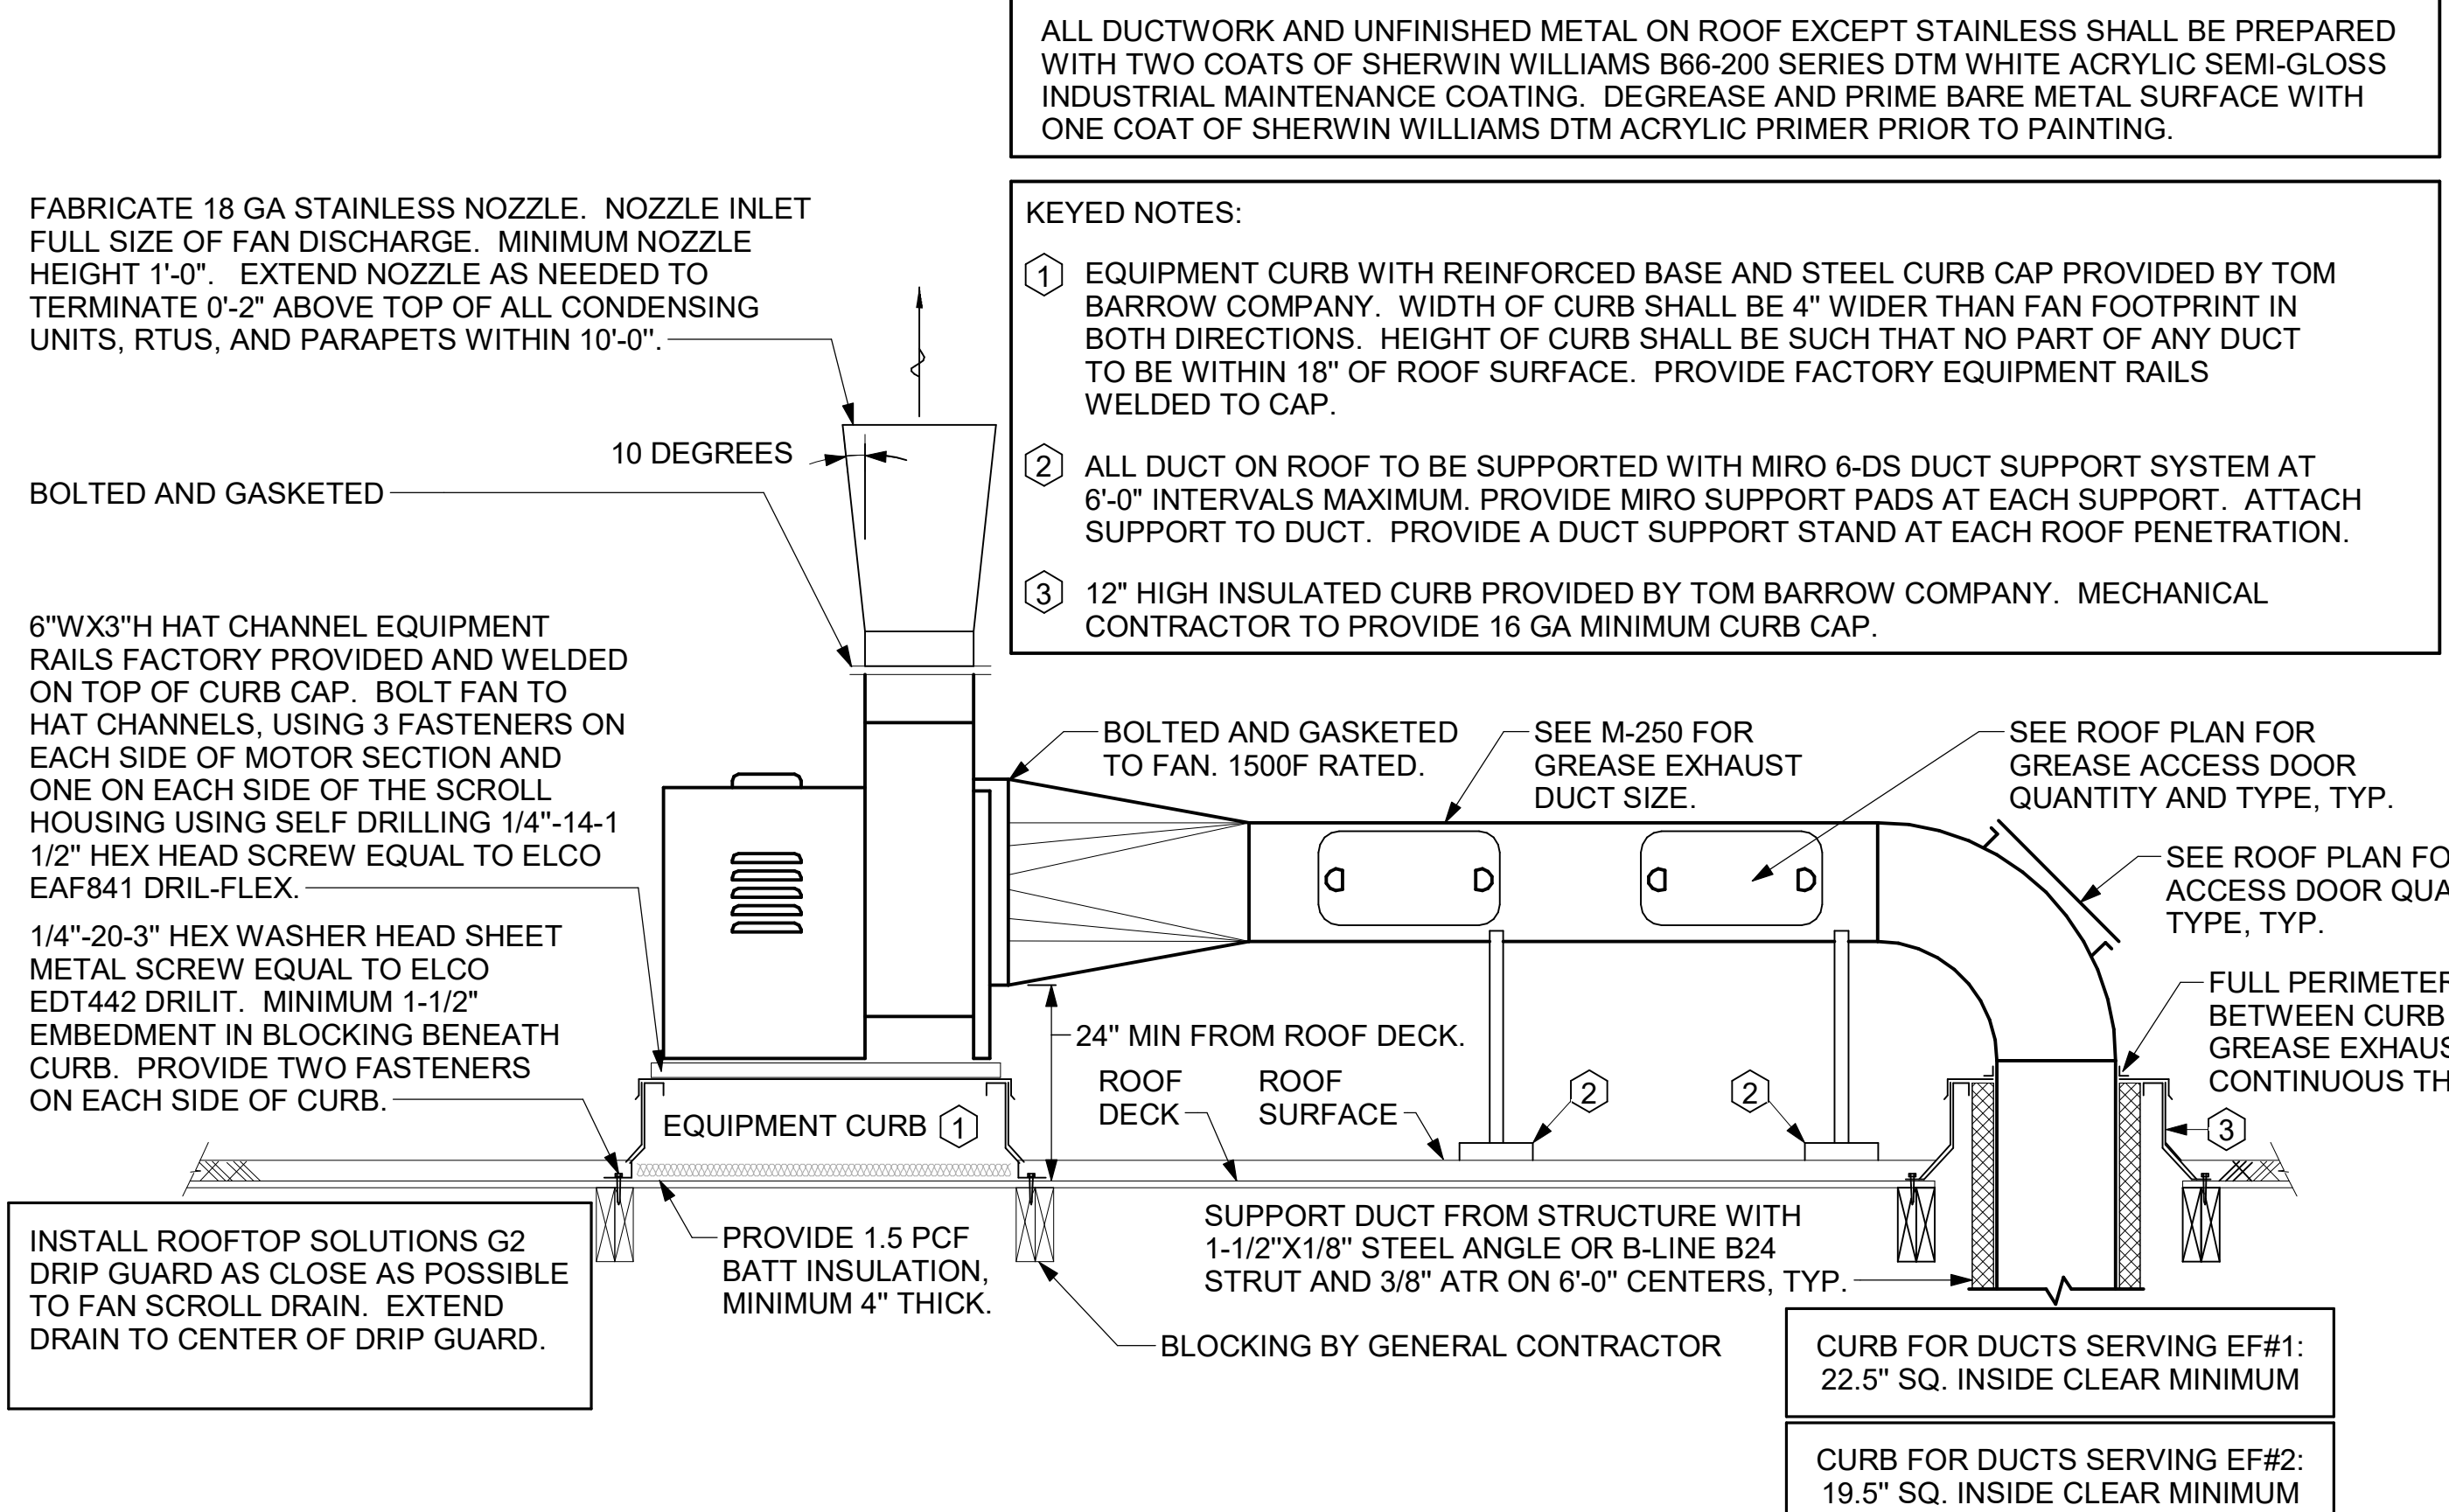 ALL DUCTWORK AND UNFINISHED METAL ON ROOF EXCEPT STAINLESS SHALL BE PREPARED
WITH TWO COATS OF SHERWIN WILLIAMS B66-200 SERIES DTM WHITE ACRYLIC SEMI-GLOSS
INDUSTRIAL MAINTENANCE COATING. DEGREASE AND PRIME BARE METAL SURFACE WITH
ONE COAT OF SHERWIN WILLIAMS DTM ACRYLIC PRIMER PRIOR TO PAINTING.
FABRICATE 18 GA STAINLESS NOZZLE. NOZZLE INLET
FULL SIZE OF FAN DISCHARGE. MINIMUM NOZZLE
HEIGHT 1'-0". EXTEND NOZZLE AS NEEDED TO
TERMINATE 0'-2" ABOVE TOP OF ALL CONDENSING
UNITS, RTUS, AND PARAPETS WITHIN 10'-0".
10 DEGREES
BOLTED AND GASKETED
KEYED NOTES:
1 EQUIPMENT CURB WITH REINFORCED BASE AND STEEL CURB CAP PROVIDED BY TOM
BARROW COMPANY. WIDTH OF CURB SHALL BE 4" WIDER THAN FAN FOOTPRINT IN
BOTH DIRECTIONS. HEIGHT OF CURB SHALL BE SUCH THAT NO PART OF ANY DUCT
TO BE WITHIN 18" OF ROOF SURFACE. PROVIDE FACTORY EQUIPMENT RAILS
WELDED TO CAP.
2 ALL DUCT ON ROOF TO BE SUPPORTED WITH MIRO 6-DS DUCT SUPPORT SYSTEM AT
6'-0" INTERVALS MAXIMUM. PROVIDE MIRO SUPPORT PADS AT EACH SUPPORT. ATTACH
SUPPORT TO DUCT. PROVIDE A DUCT SUPPORT STAND AT EACH ROOF PENETRATION.
3 12" HIGH INSULATED CURB PROVIDED BY TOM BARROW COMPANY. MECHANICAL
CONTRACTOR TO PROVIDE 16 GA MINIMUM CURB CAP.
6"WX3"H HAT CHANNEL EQUIPMENT
RAILS FACTORY PROVIDED AND WELDED
ON TOP OF CURB CAP. BOLT FAN TO
HAT CHANNELS, USING 3 FASTENERS ON
EACH SIDE OF MOTOR SECTION AND
ONE ON EACH SIDE OF THE SCROLL
HOUSING USING SELF DRILLING 1/4"-14-1
1/2" HEX HEAD SCREW EQUAL TO ELCO
EAF841 DRIL-FLEX.
1/4"-20-3" HEX WASHER HEAD SHEET
METAL SCREW EQUAL TO ELCO
EDT442 DRILIT. MINIMUM 1-1/2"
EMBEDMENT IN BLOCKING BENEATH
CURB. PROVIDE TWO FASTENERS
ON EACH SIDE OF CURB.
BOLTED AND GASKETED
TO FAN. 1500F RATED.
SEE M-250 FOR
GREASE EXHAUST
DUCT SIZE.
SEE ROOF PLAN FOR
GREASE ACCESS DOOR
QUANTITY AND TYPE, TYP.
SEE ROOF PLAN FO
ACCESS DOOR QUA
TYPE, TYP.
FULL PERIMETER
BETWEEN CURB
GREASE EXHAUS
CONTINUOUS TH
24" MIN FROM ROOF DECK.
ROOF
DECK
ROOF
SURFACE
2
2
3
EQUIPMENT CURB 1
INSTALL ROOFTOP SOLUTIONS G2
DRIP GUARD AS CLOSE AS POSSIBLE
TO FAN SCROLL DRAIN. EXTEND
DRAIN TO CENTER OF DRIP GUARD.
PROVIDE 1.5 PCF
BATT INSULATION,
MINIMUM 4" THICK.
SUPPORT DUCT FROM STRUCTURE WITH
1-1/2"X1/8" STEEL ANGLE OR B-LINE B24
STRUT AND 3/8" ATR ON 6'-0" CENTERS, TYP.
BLOCKING BY GENERAL CONTRACTOR
CURB FOR DUCTS SERVING EF#1:
22.5" SQ. INSIDE CLEAR MINIMUM
CURB FOR DUCTS SERVING EF#2:
19.5" SQ. INSIDE CLEAR MINIMUM